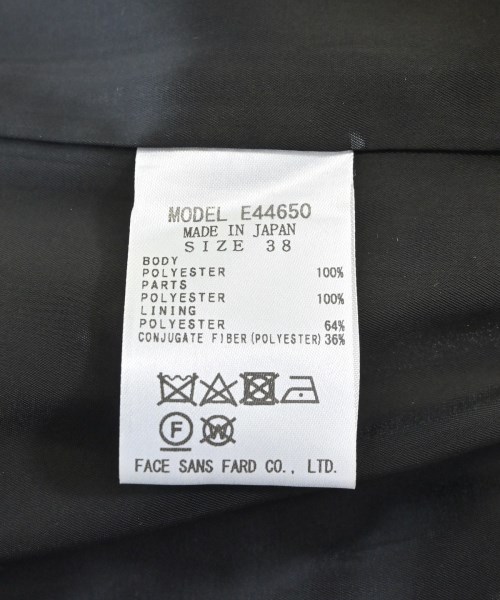 MODEL E44650
MADE IN JAPAN
SIZE 38
BODY
POLYESTER 100%
PARTS
POLYESTER 100%
LINING
POLYESTER 64%
CONJUGATE FIBER(POLYESTER) 36%
F W
FACE SANS FARD CO., LTD.